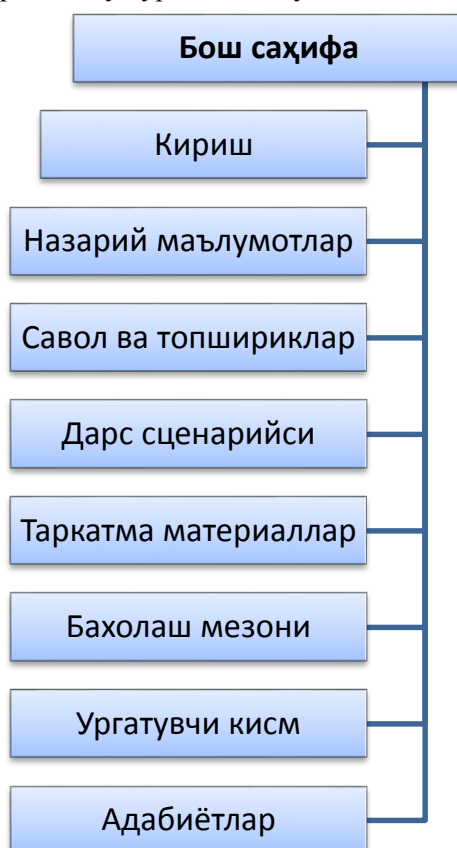 Бош саҳифа
Кириш
Назарий маълумотлар
Савол ва топшириклар
Дарс сценарийси
Таркатма материаллар
Бахолаш мезони
Ургатувчи кисм
Адабиётлар